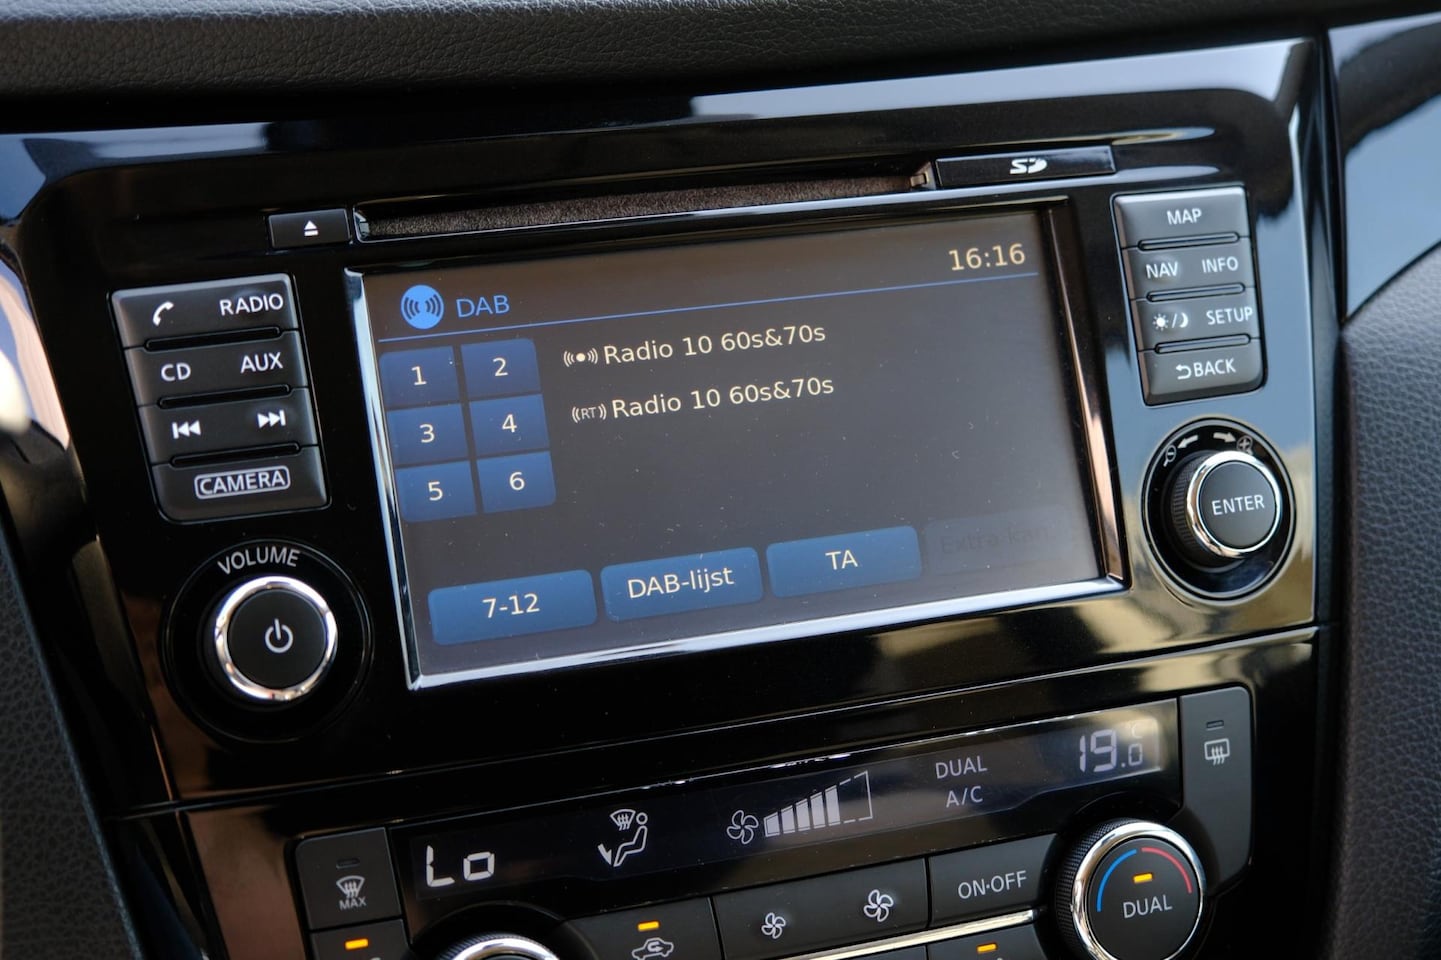 SD
MAP
NAV INFO
SETUP
BACK
ENTER
RADIO
CD AUX
CAMERA
VOLUME
16:16
DAB
1 2
3 4
5 6
Radio 10 60s&70s
RT Radio 10 60s&70s
7-12 DAB-lijst TA Extra kan.
Lo DUAL A/C 19.0 °C
MAX
ON·OFF
DUAL